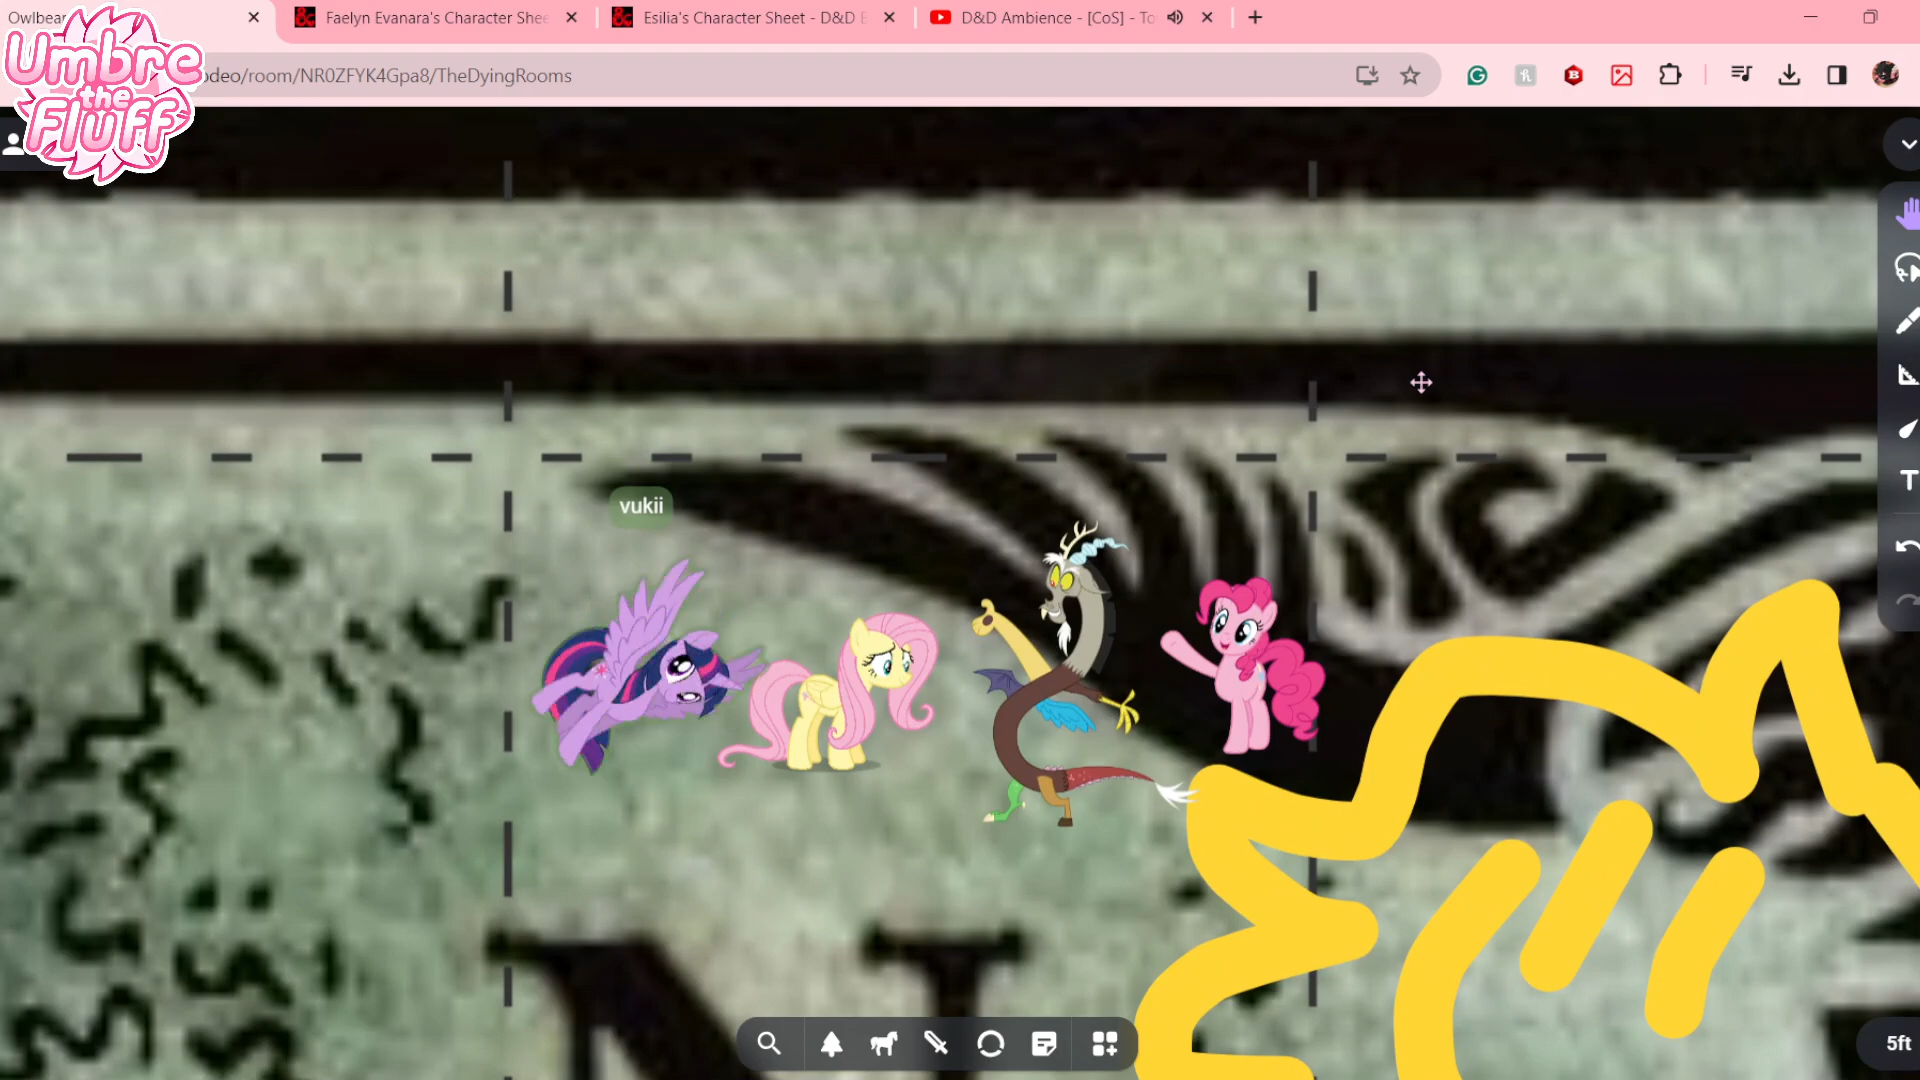 Owlbear
Faelyn Evanara's Character Shee
Esilia's Character Sheet - D&D B
D&D Ambience - [CoS] - To
Umbre
the
Fluff
odeo/room/NR0ZFYK4Gpa8/TheDyingRooms
vukii
N
5ft